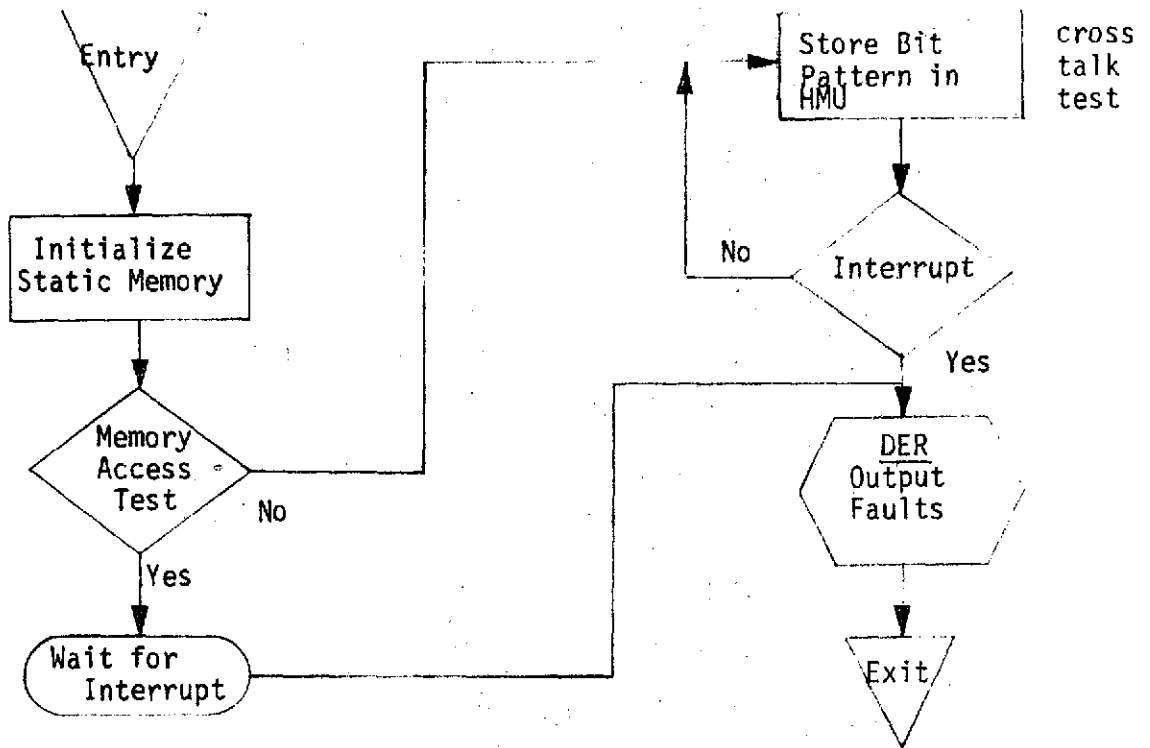 Entry
Initialize
Static Memory
Memory
Access
Test
No
Yes
Wait for
Interrupt
Store Bit
Pattern in
HMU
cross
talk
test
Interrupt
No
Yes
DER
Output
Faults
Exit